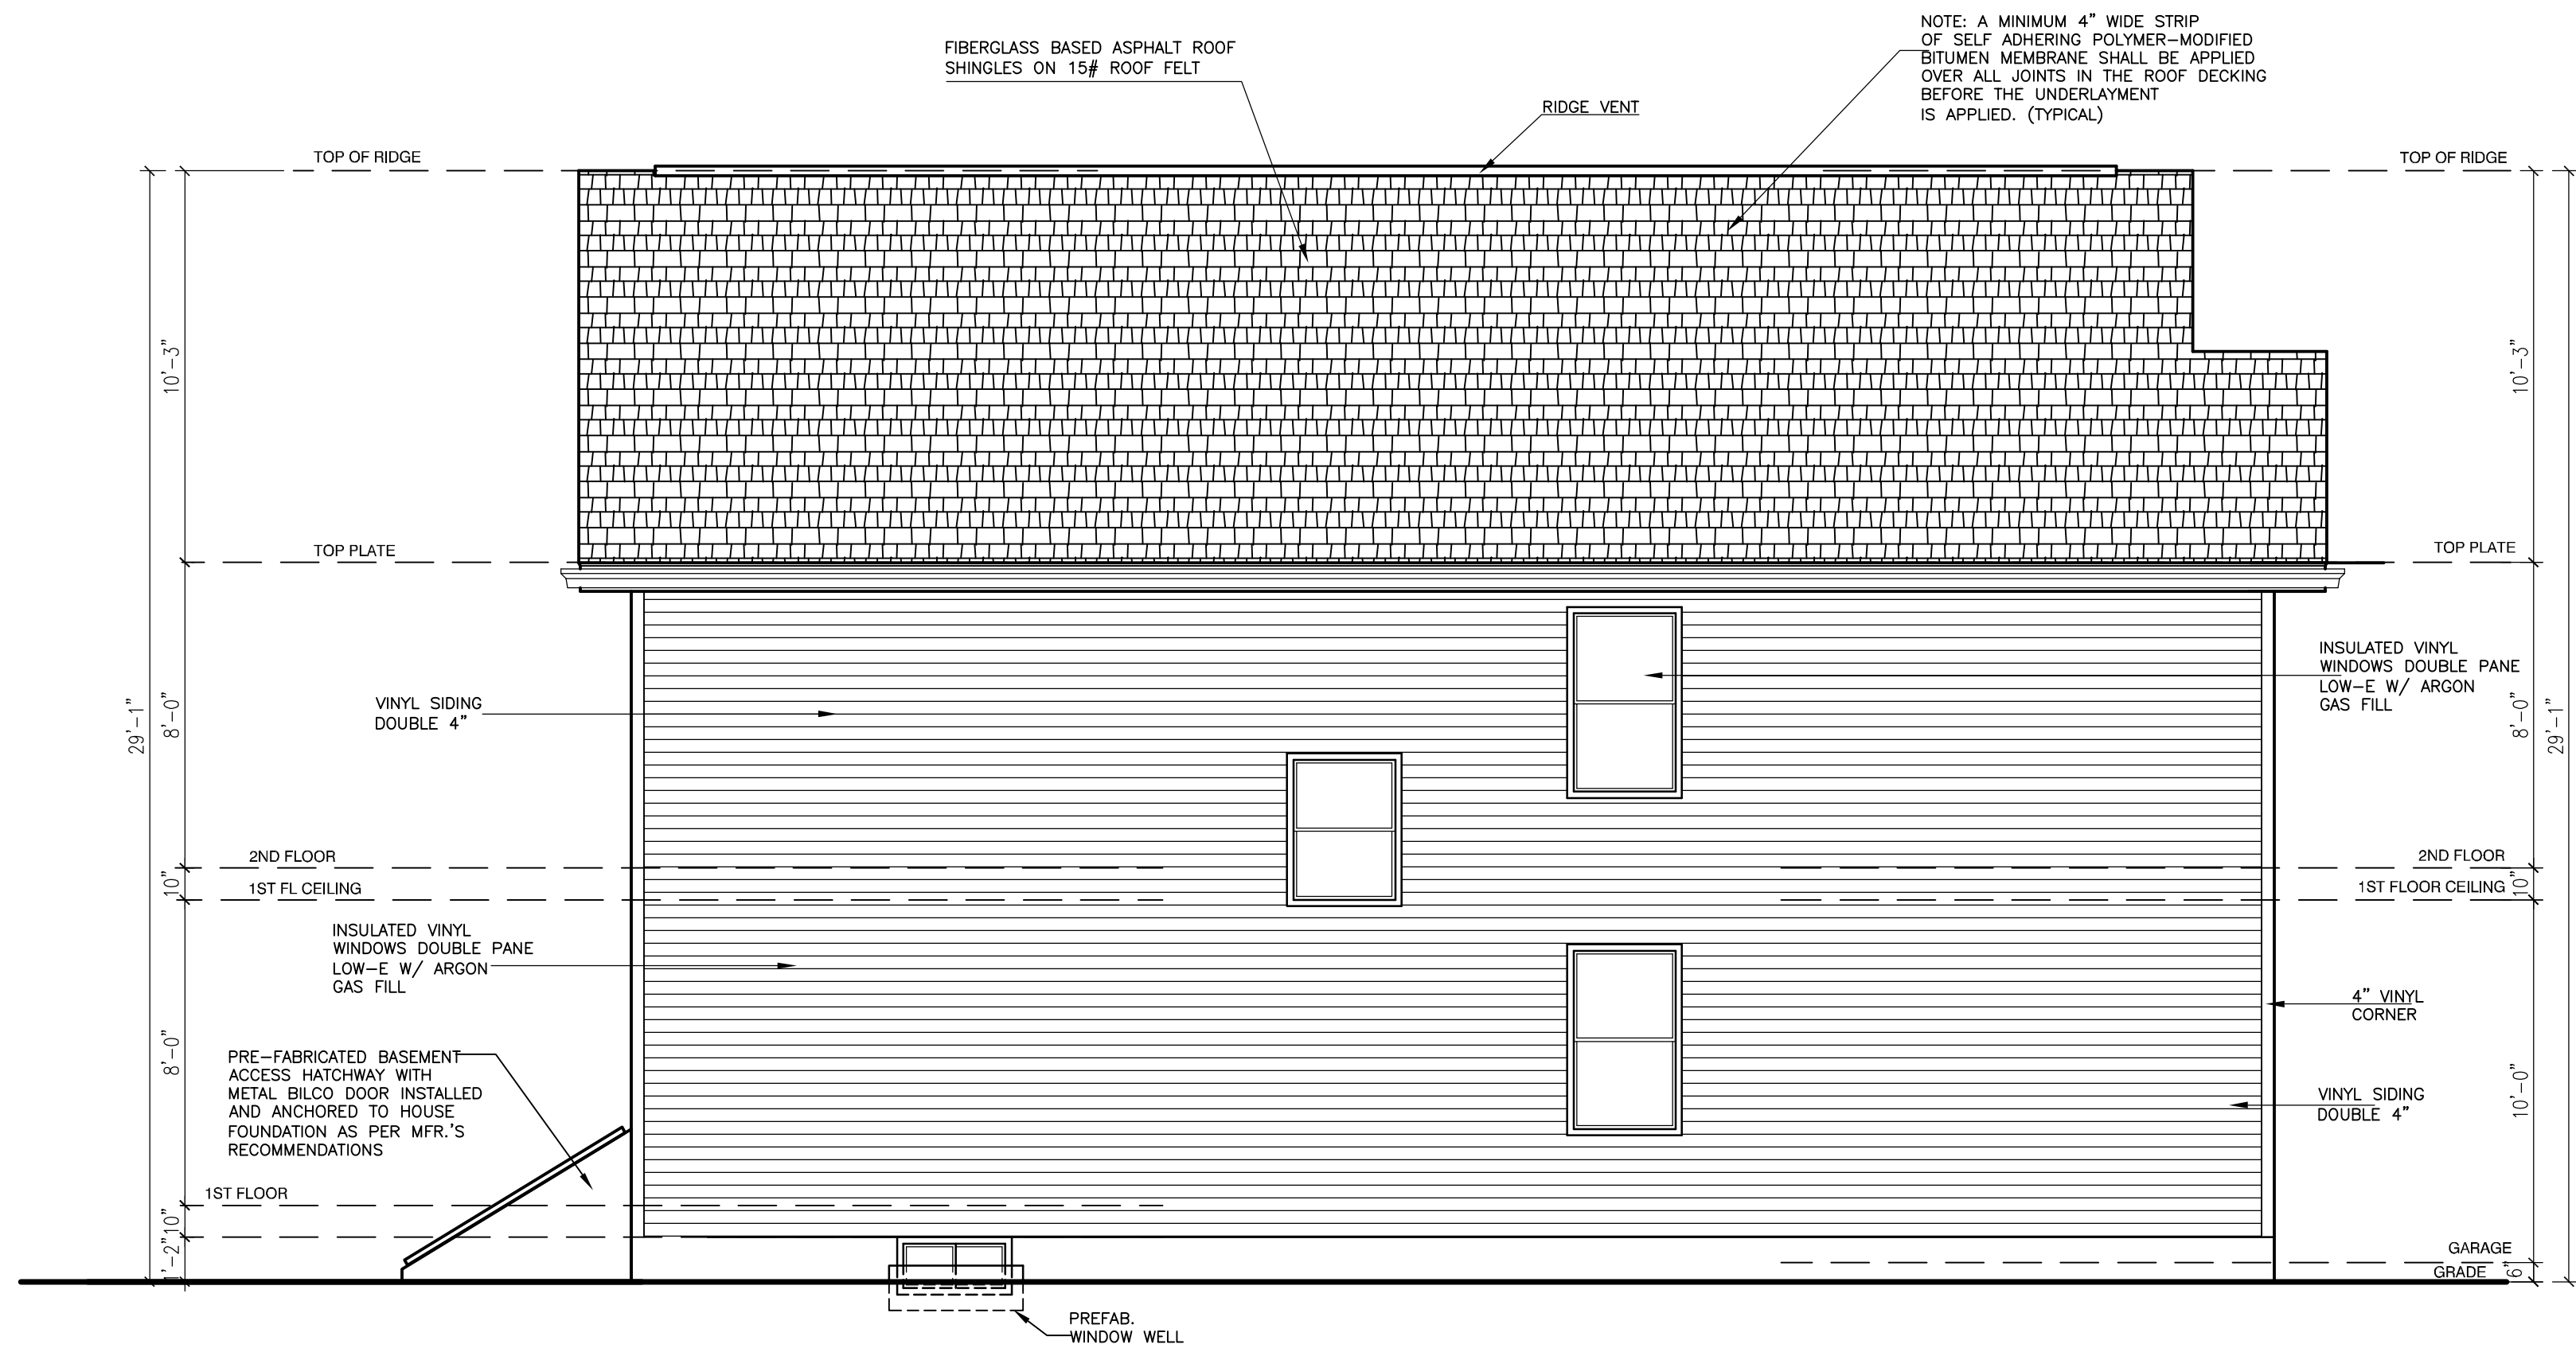 NOTE: A MINIMUM 4" WIDE STRIP
OF SELF ADHERING POLYMER-MODIFIED
BITUMEN MEMBRANE SHALL BE APPLIED
OVER ALL JOINTS IN THE ROOF DECKING
BEFORE THE UNDERLAYMENT
IS APPLIED. (TYPICAL)
FIBERGLASS BASED ASPHALT ROOF
SHINGLES ON 15# ROOF FELT
RIDGE VENT
TOP OF RIDGE
TOP OF RIDGE
10'-3"
10'-3"
TOP PLATE
TOP PLATE
INSULATED VINYL
WINDOWS DOUBLE PANE
LOW-E W/ ARGON
GAS FILL
VINYL SIDING
DOUBLE 4"
29'-1"
8'-0"
8'-0"
29'-1"
2ND FLOOR
2ND FLOOR
10"
10"
1ST FL CEILING
1ST FLOOR CEILING
INSULATED VINYL
WINDOWS DOUBLE PANE
LOW-E W/ ARGON
GAS FILL
4" VINYL
CORNER
8'-0"
10'-0"
PRE-FABRICATED BASEMENT
ACCESS HATCHWAY WITH
METAL BILCO DOOR INSTALLED
AND ANCHORED TO HOUSE
FOUNDATION AS PER MFR.'S
RECOMMENDATIONS
VINYL SIDING
DOUBLE 4"
1ST FLOOR
10"
1'-2"
GARAGE
GRADE
6"
PREFAB.
WINDOW WELL